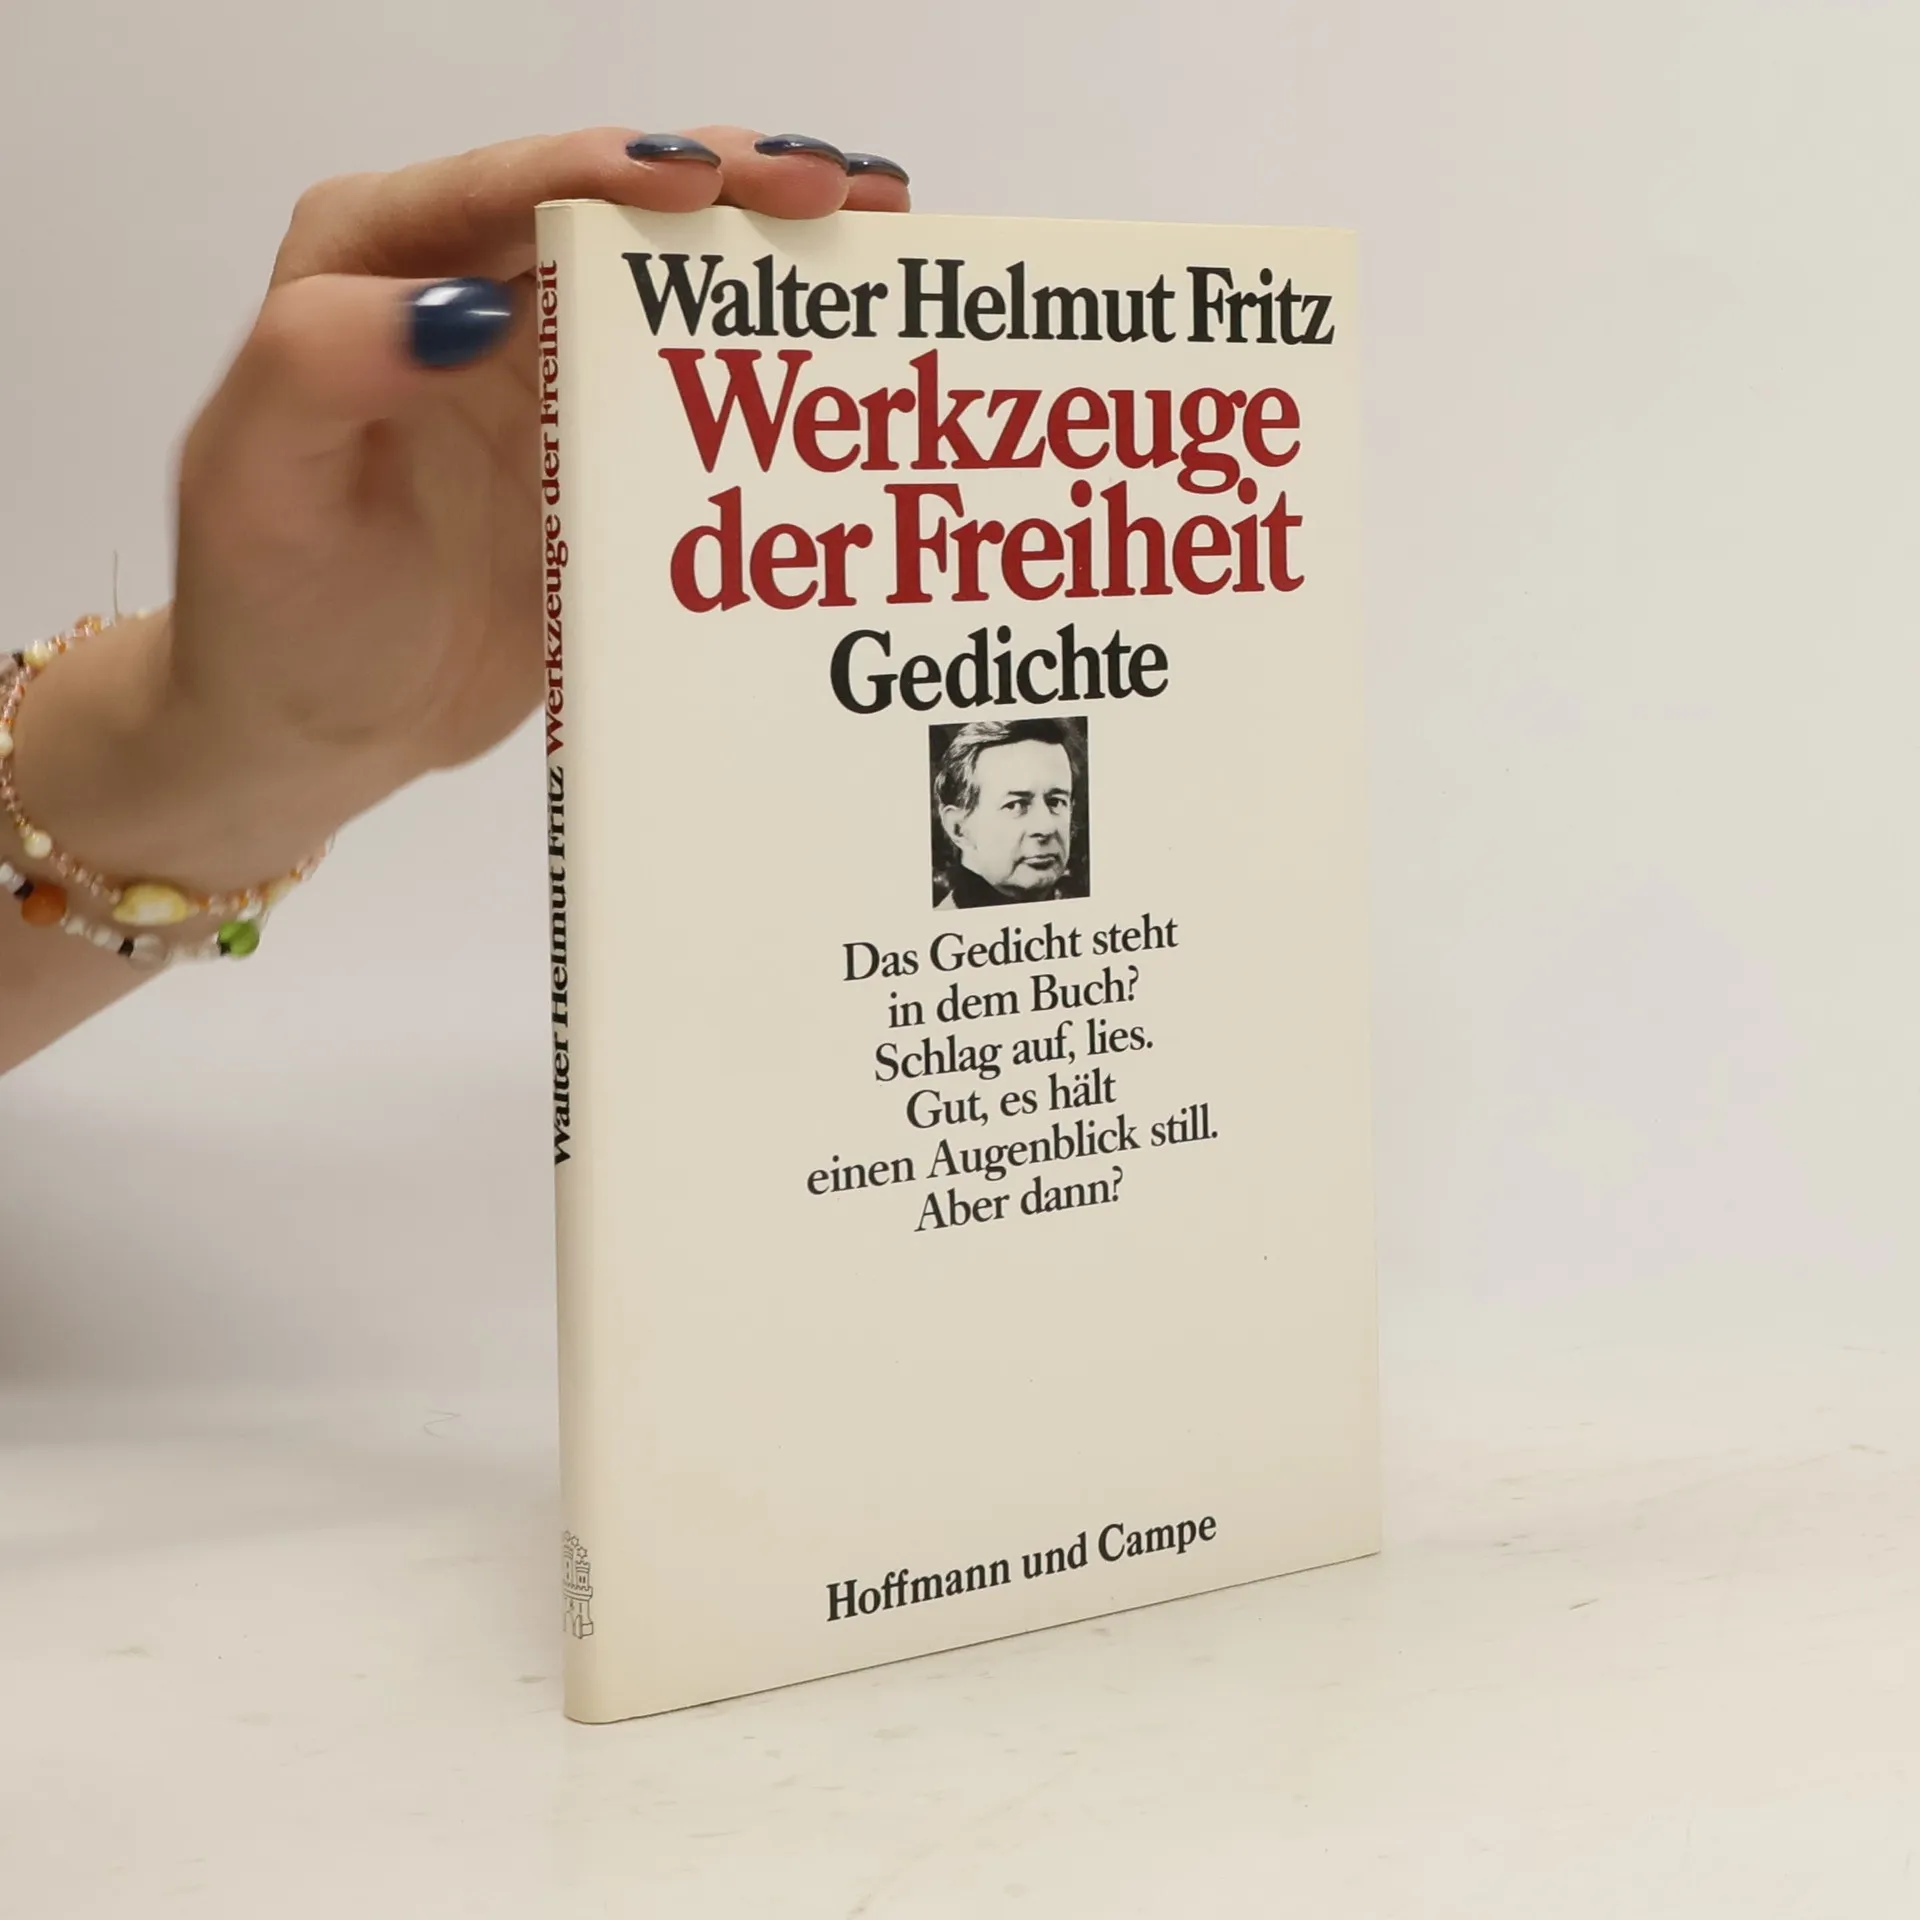 Walter Helmut Fritz
Werkzeuge
der Freiheit
Gedichte
Das Gedicht steht
in dem Buch?
Schlag auf, lies.
Gut, es hält
einen Augenblick still.
Aber dann?
Hoffmann und Campe
Walter Helmut Fritz Werkzeuge der Freiheit